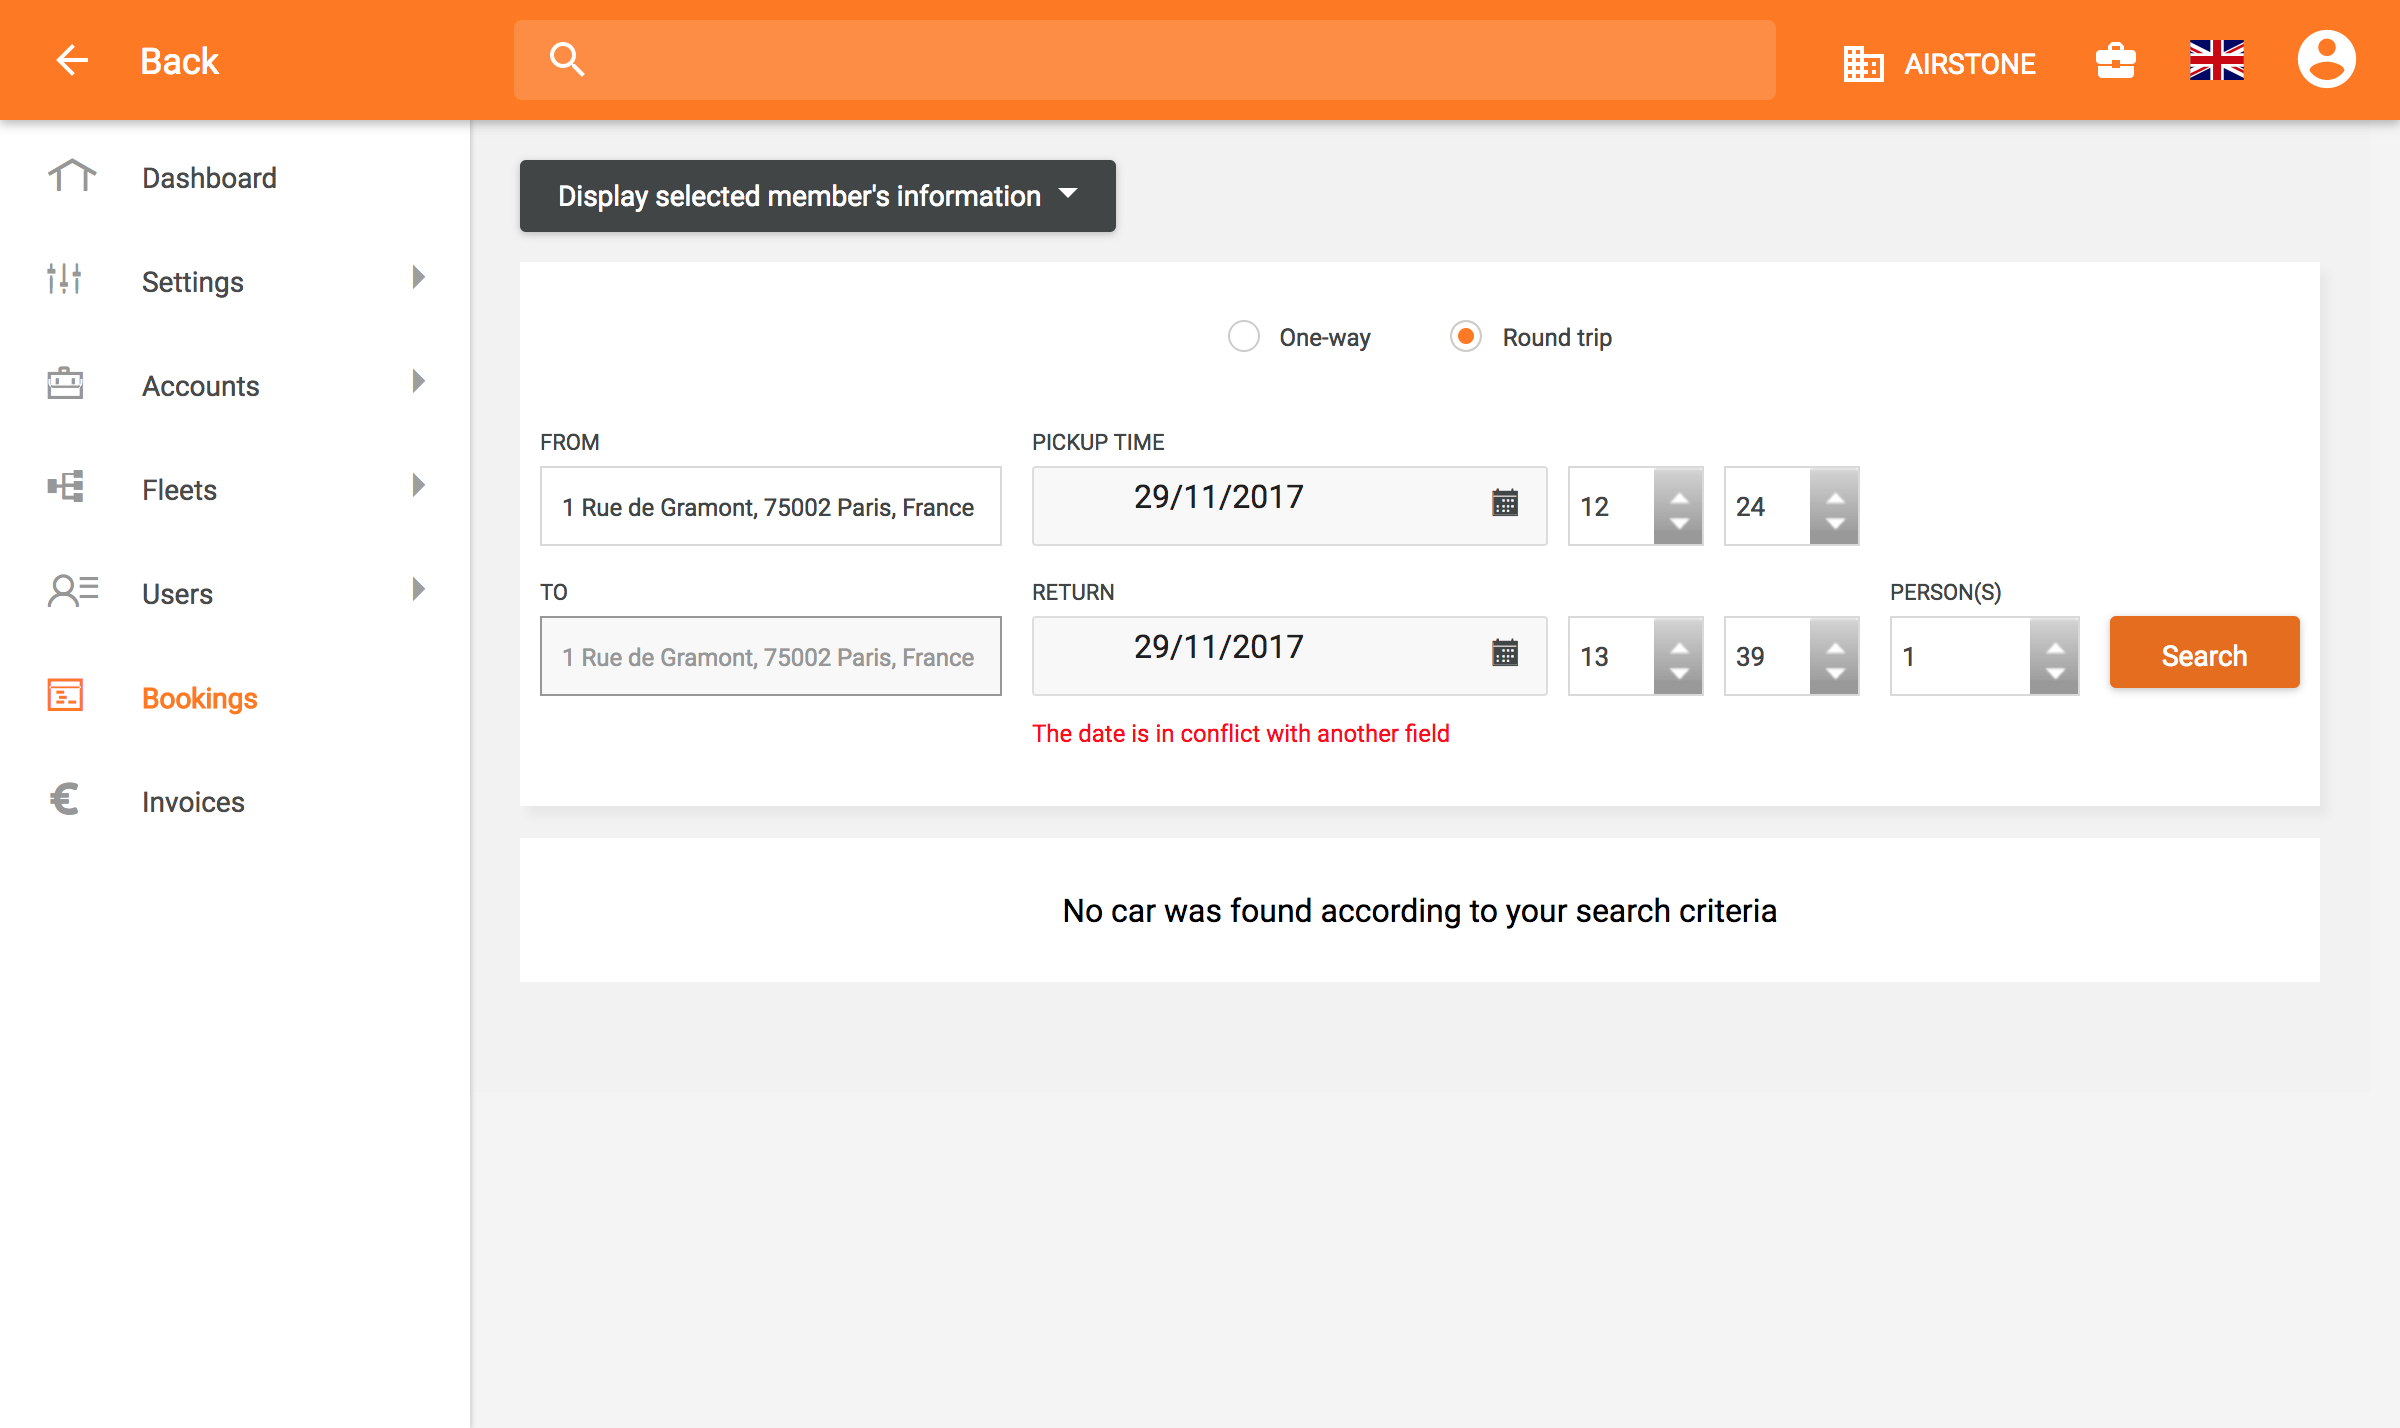 Back
AIRSTONE
Dashboard
Settings
Accounts
Fleets
Users
Bookings
Invoices
Display selected member's information
One-way
Round trip
FROM
PICKUP TIME
1 Rue de Gramont, 75002 Paris, France
29/11/2017
12
24
TO
RETURN
PERSON(S)
1 Rue de Gramont, 75002 Paris, France
29/11/2017
13
39
1
Search
The date is in conflict with another field
No car was found according to your search criteria